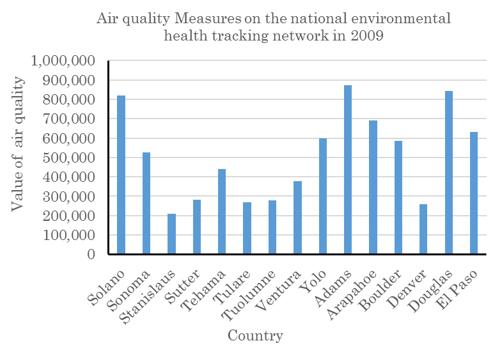 Air quality Measures on the national environmental
health tracking network in 2009
Value of air quality
1,000,000
900,000
800,000
700,000
600,000
500,000
400,000
300,000
200,000
100,000
0
Solano
Sonoma
Stanislaus
Sutter
Tehama
Tulare
Tuolumne
Ventura
Yolo
Adams
Arapahoe
Boulder
Denver
Douglas
El Paso
Country